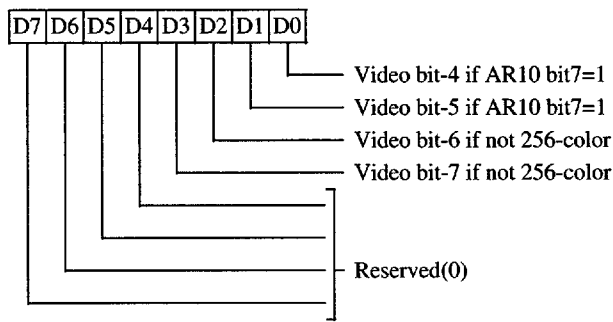 D7 D6 D5 D4 D3 D2 D1 D0
Video bit-4 if AR10 bit7=1
Video bit-5 if AR10 bit7=1
Video bit-6 if not 256-color
Video bit-7 if not 256-color
Reserved(0)